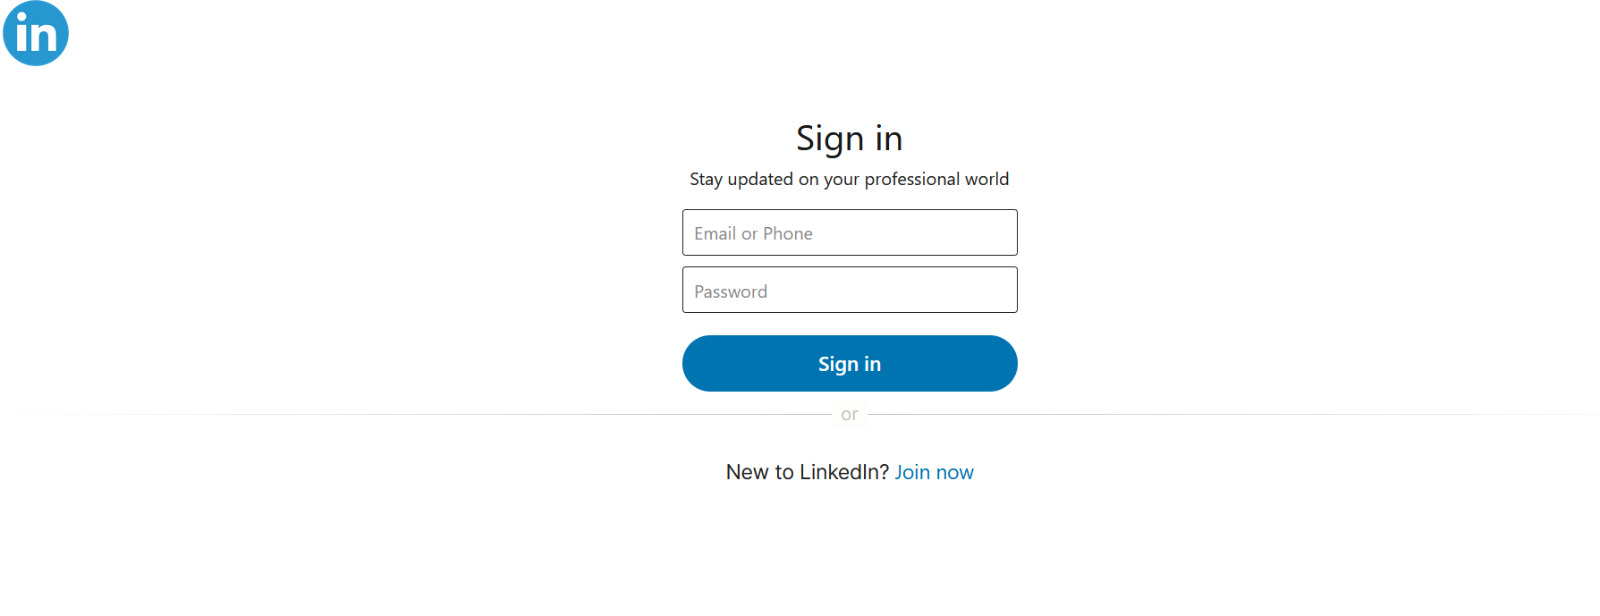 in
Sign in
Stay updated on your professional world
Email or Phone
Password
Sign in
or
New to LinkedIn? Join now